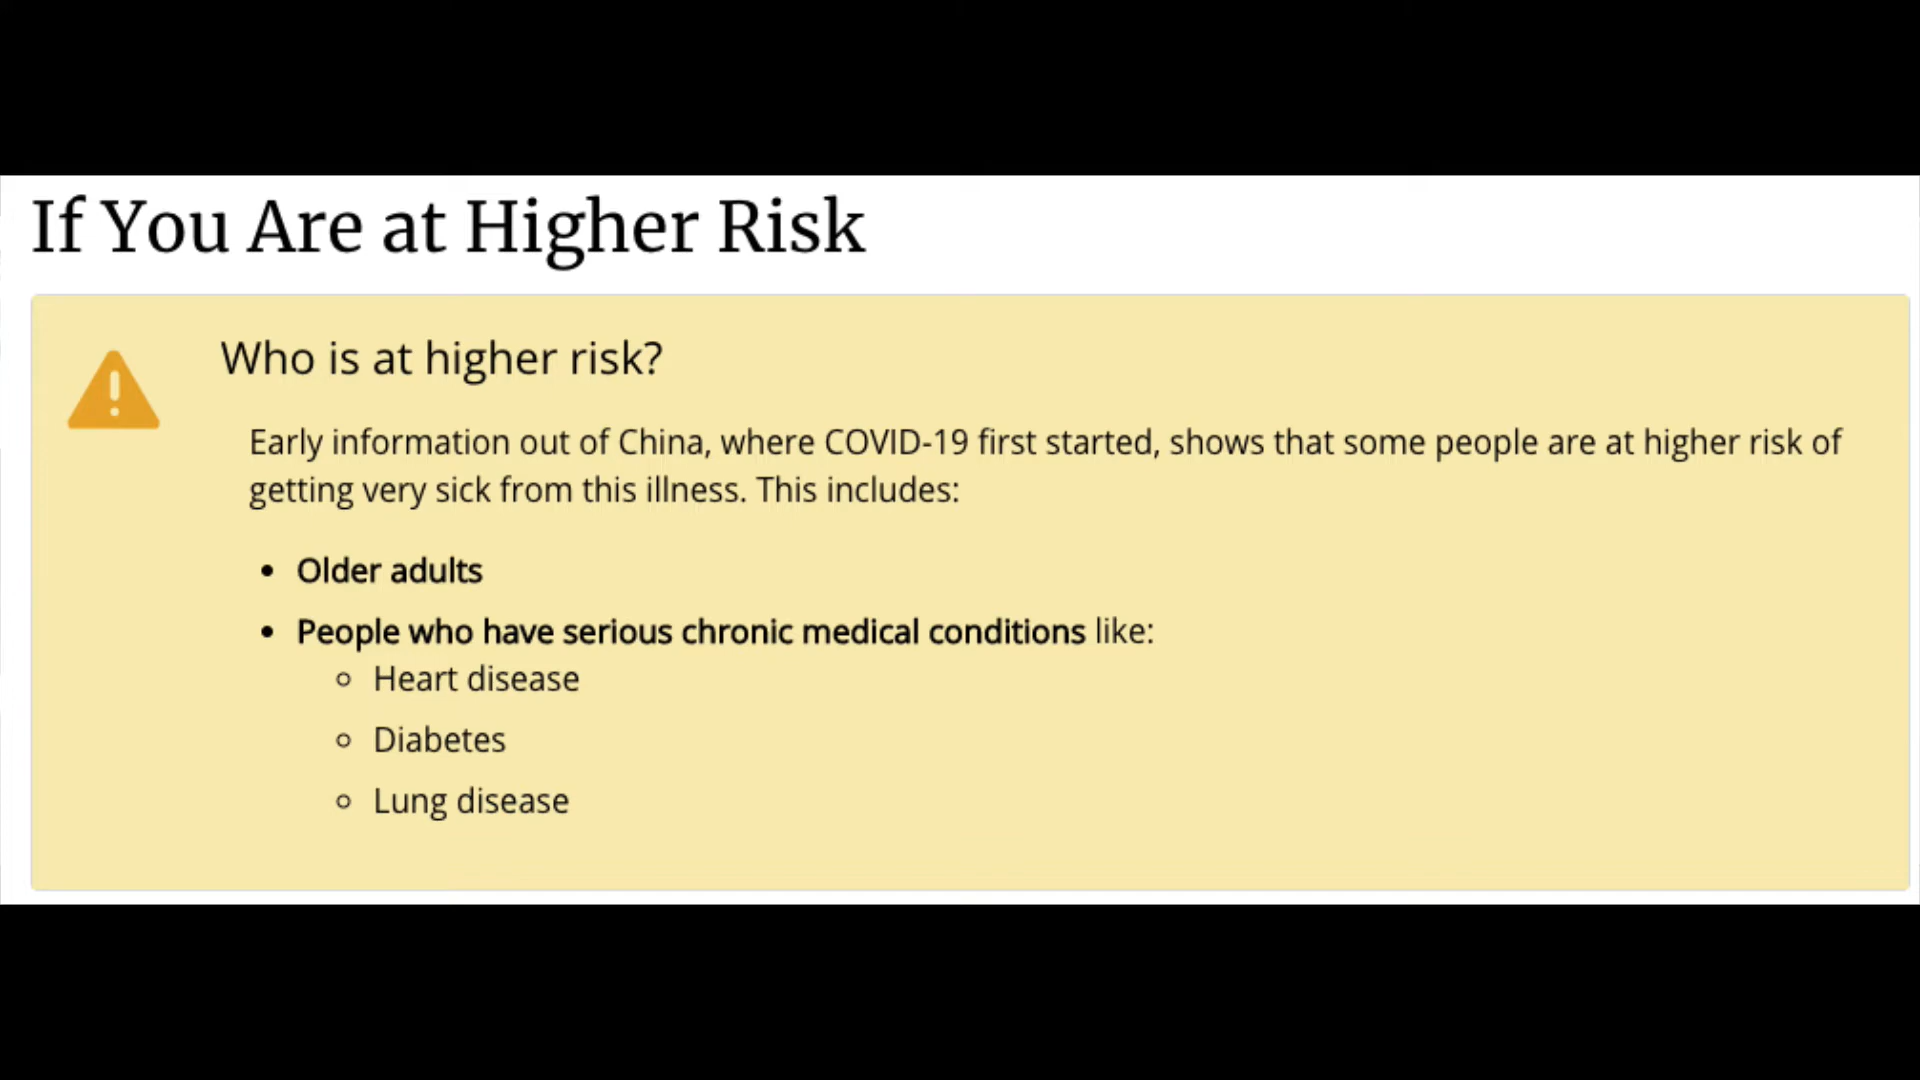 If You Are at Higher Risk
Who is at higher risk?
Early information out of China, where COVID-19 first started, shows that some people are at higher risk of
getting very sick from this illness. This includes:
• Older adults
• People who have serious chronic medical conditions like:
◦ Heart disease
◦ Diabetes
◦ Lung disease